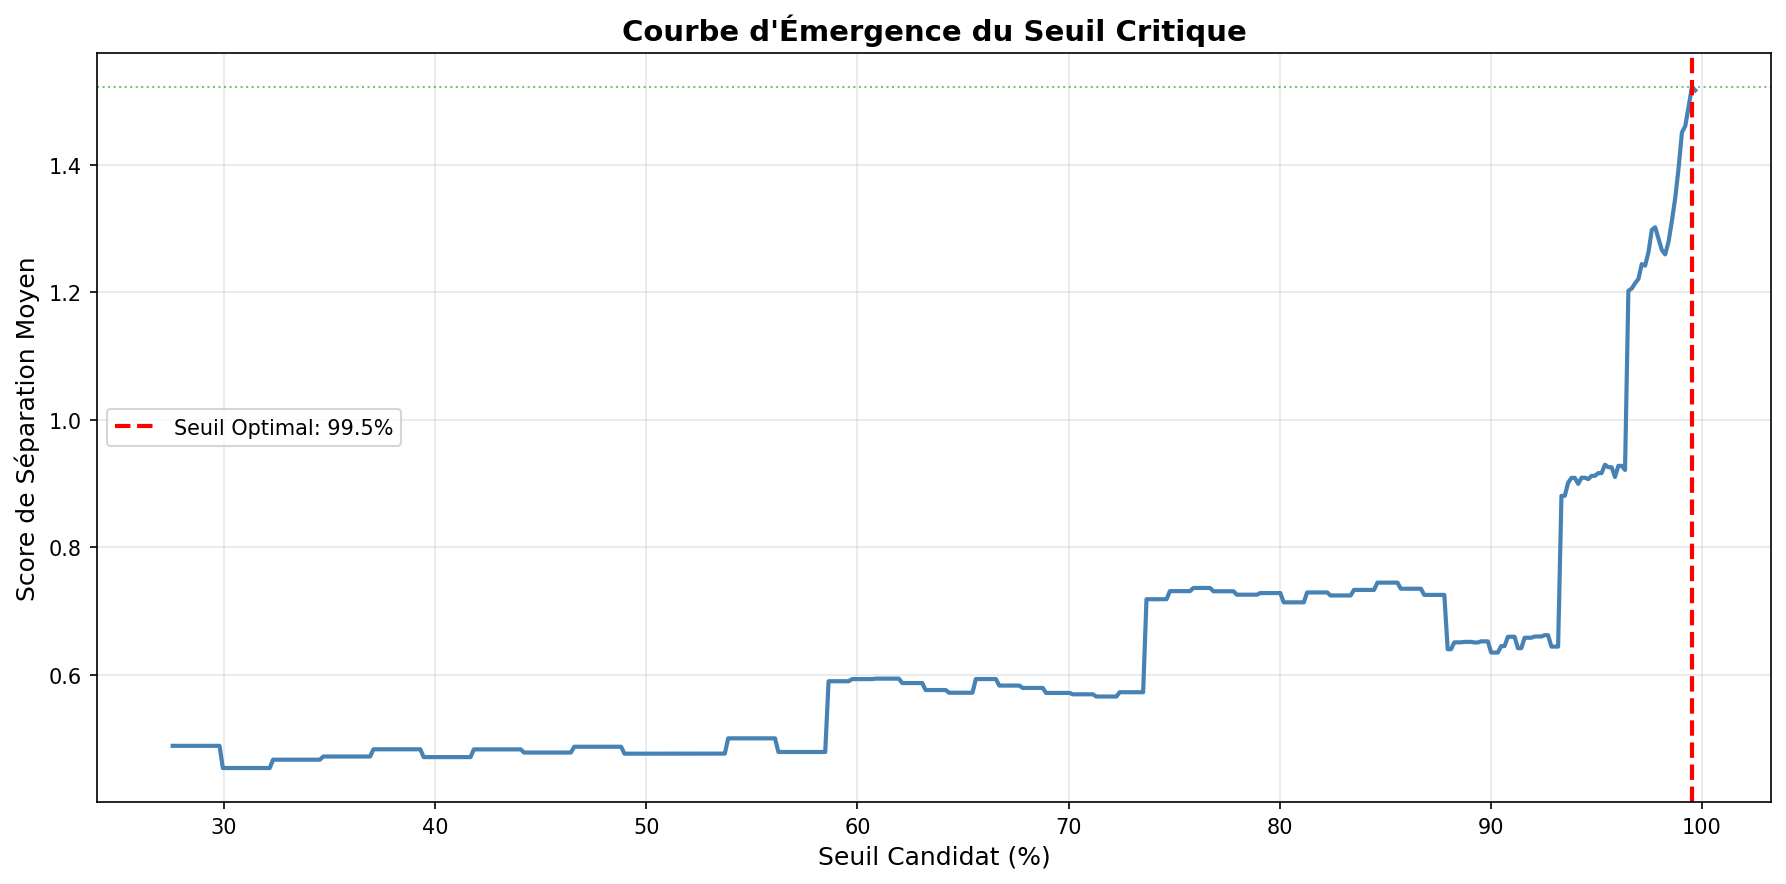 Courbe d'Émergence du Seuil Critique
Score de Séparation Moyen
1.4
1.2
1.0
0.8
0.6
Seuil Optimal: 99.5%
30 40 50 60 70 80 90 100
Seuil Candidat (%)